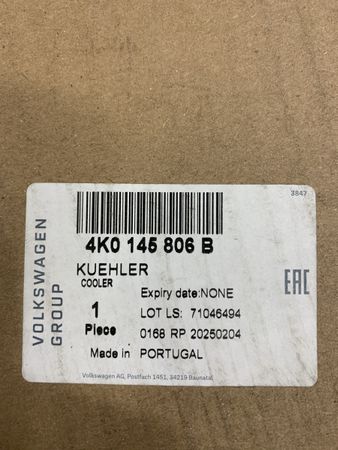 3847
4K0 145 806 B
KUEHLER
COOLER
Expiry date:NONE
1
LOT LS: 71046494
Piece
0168 RP 20250204
Made in PORTUGAL
Volkswagen AG, Postfach 1451, 34219 Baunatal
VOLKSWAGEN
GROUP
EAC